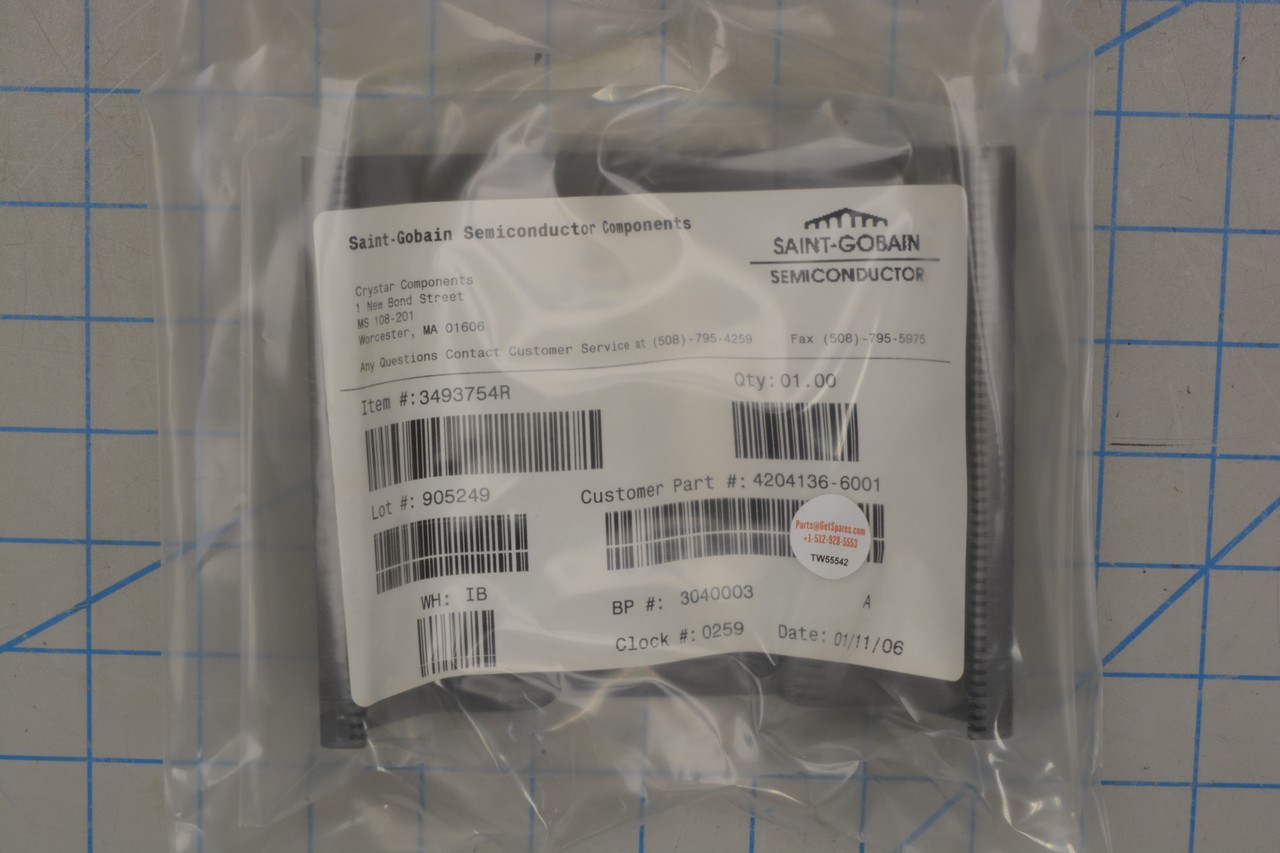 Saint-Gobain Semiconductor Components
SAINT-GOBAIN
SEMICONDUCTOR
Crystar Components
1 New Bond Street
MS 108-201
Worcester, MA 01606
Any Questions Contact Customer Service at (508)-795-4259 Fax (508)-795-5975
Item #:3493754R Qty:01.00
Lot #: 905249 Customer Part #: 4204136-6001
Parts@GetSpares.com
+1-512-928-5553
TW55542
WH: IB BP #: 3040003 A
Clock #: 0259 Date: 01/11/06